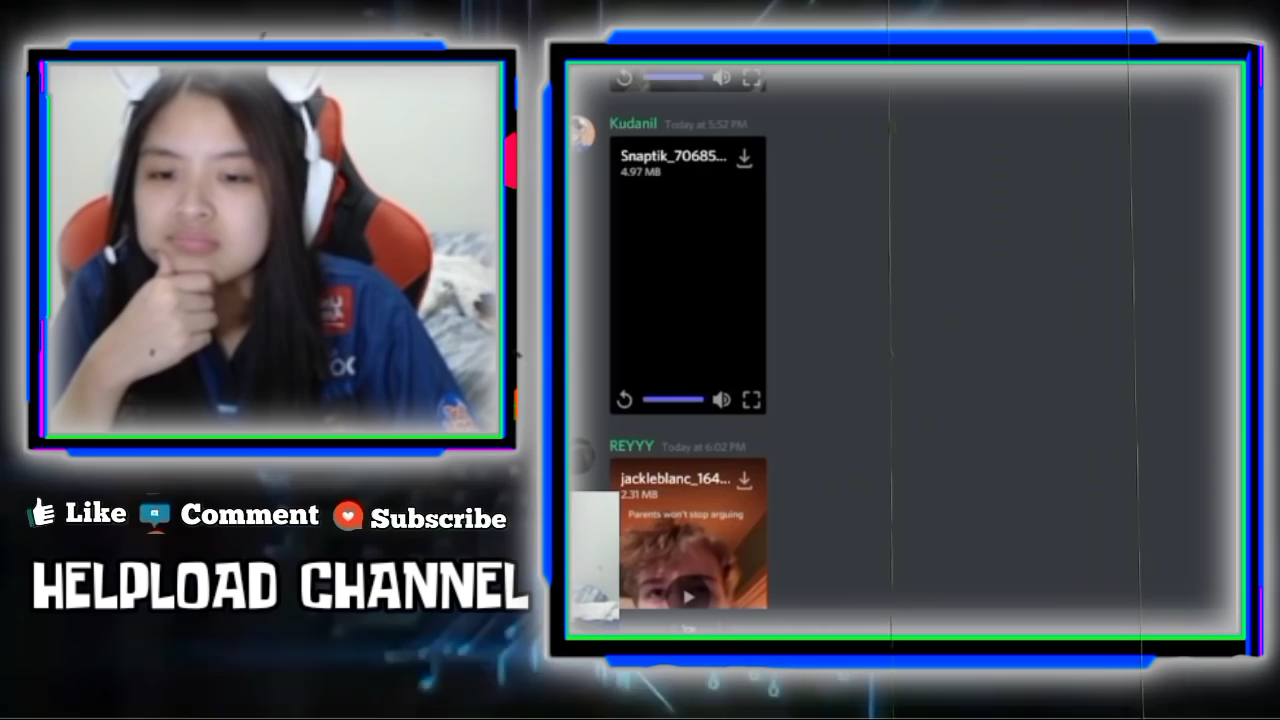 Kudanil Today at 5:52 PM
Snaptik_70685...
4.97 MB
REYYY Today at 6:02 PM
jackleblanc_164...
2.31 MB
Parents won't stop arguing
Like Comment Subscribe
HELPLOAD CHANNEL